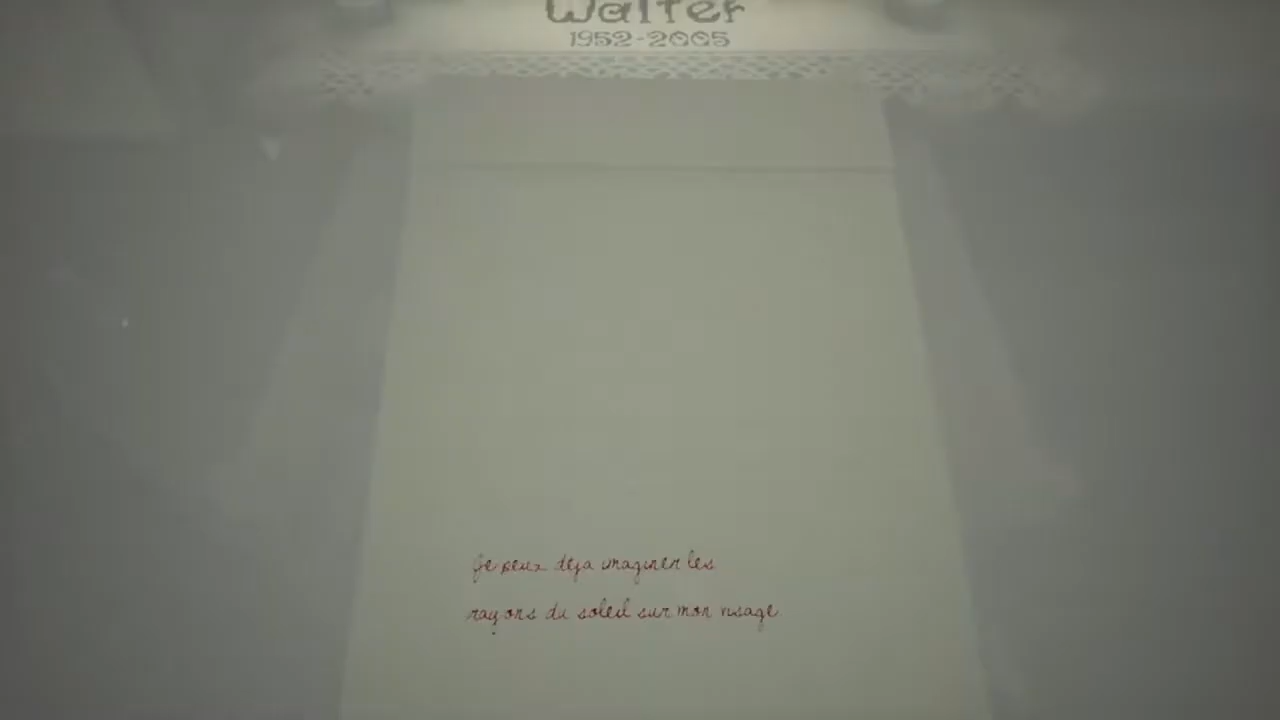 Walter
1952-2005
Je peux déjà imaginer les
rayons du soleil sur mon visage